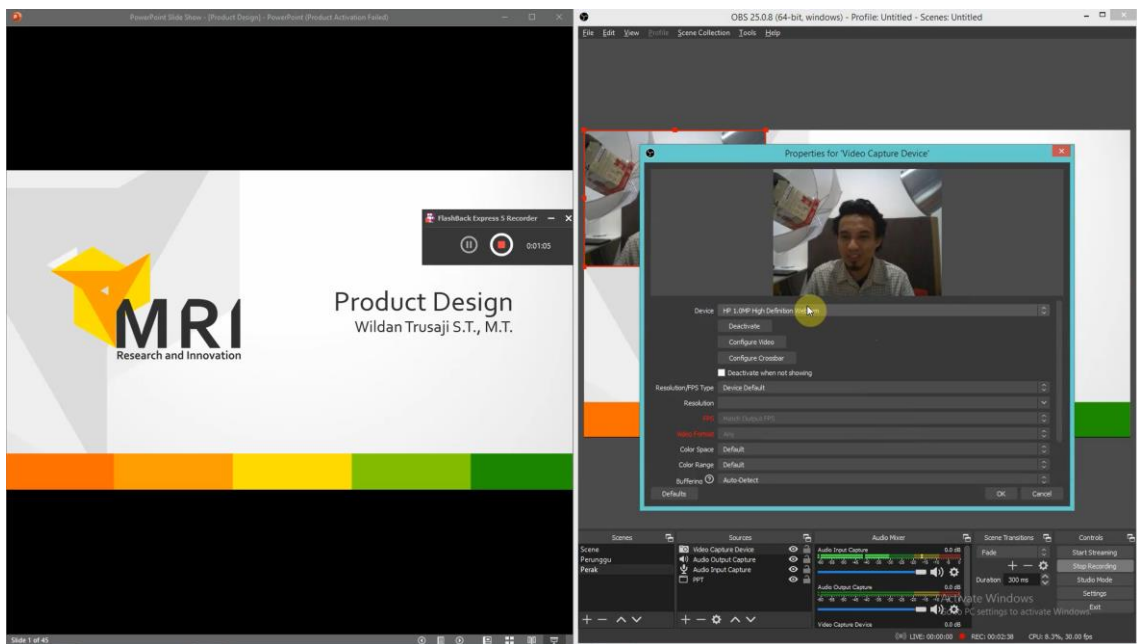 PowerPoint Slide Show - [Product Design] - PowerPoint (Product Activation Failed)
FlashBack Express 5 Recorder
0:01:05
MRI
Research and Innovation
Product Design
Wildan Trusaji S.T., M.T.
Slide 1 of 45
OBS 25.0.8 (64-bit, windows) - Profile: Untitled - Scenes: Untitled
File Edit View Profile Scene Collection Tools Help
Properties for 'Video Capture Device'
Device HP 1.0MP High Definition
Deactivate
Configure Video
Configure Crossbar
Deactivate when not showing
Resolution/FPS Type Device Default
Resolution
FPS Match Output FPS
Video Format Any
Color Space Default
Color Range Default
Buffering Auto-Detect
Defaults OK Cancel
Scenes Sources Audio Mixer Scene Transitions Controls
Scene
Perunggu
Perak
Video Capture Device
Audio Output Capture
Audio Input Capture
PPT
Audio Input Capture 0.0 dB
Audio Output Capture 0.0 dB
Video Capture Device 0.0 dB
Fade
Duration 300 ms
Start Streaming
Stop Recording
Studio Mode
Settings
Exit
Activate Windows
PC settings to activate Windows.
LIVE: 00:00:00 REC: 00:02:38 CPU: 8.3%, 30.00 fps